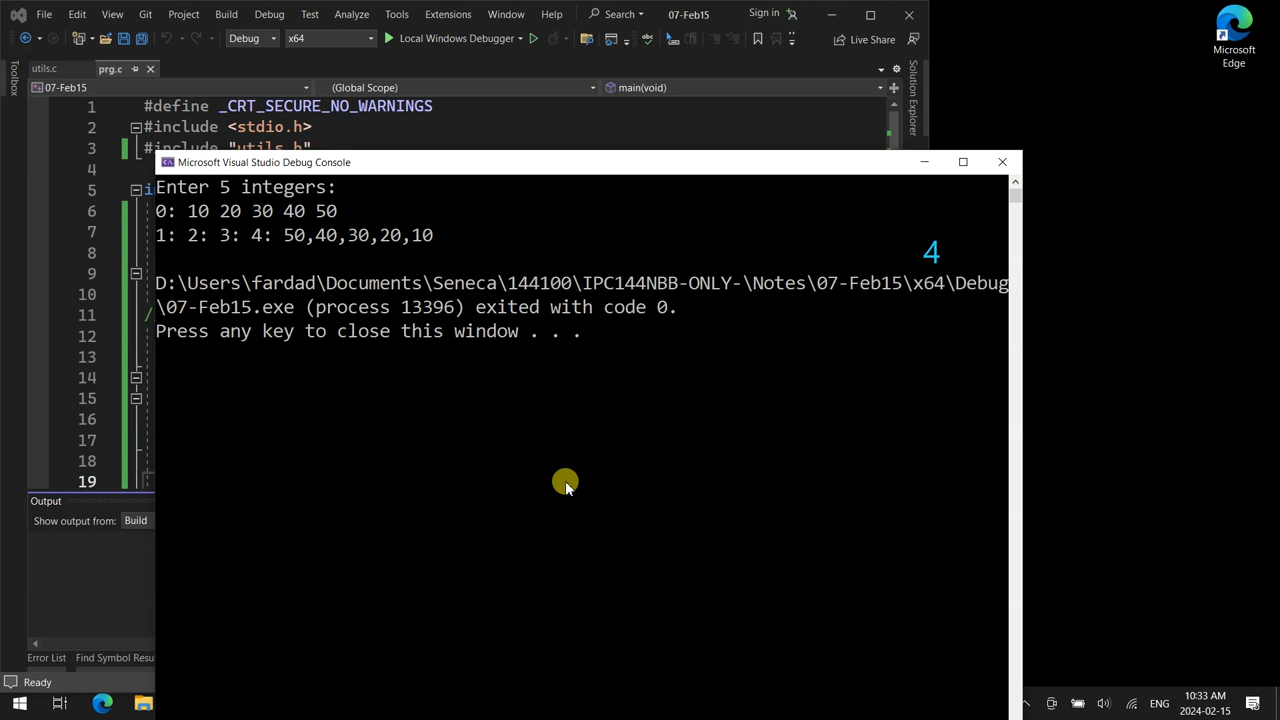 File Edit View Git Project Build Debug Test Analyze Tools Extensions Window Help Search 07-Feb15 Sign in
Debug x64 Local Windows Debugger Live Share
Toolbox
utils.c prg.c
07-Feb15 (Global Scope) main(void)
Solution Explorer
1 #define _CRT_SECURE_NO_WARNINGS
2 #include <stdio.h>
3 #include "utils.h"
4
5
6
7
8
9
10
11 /
12
13
14
15
16
17
18
19
Microsoft Visual Studio Debug Console
Enter 5 integers:
0: 10 20 30 40 50
1: 2: 3: 4: 50,40,30,20,10
4
D:\Users\fardad\Documents\Seneca\144100\IPC144NBB-ONLY-\Notes\07-Feb15\x64\Debug
\07-Feb15.exe (process 13396) exited with code 0.
Press any key to close this window . . .
Output
Show output from: Build
Error List Find Symbol Resu
Ready
Microsoft
Edge
ENG
10:33 AM
2024-02-15